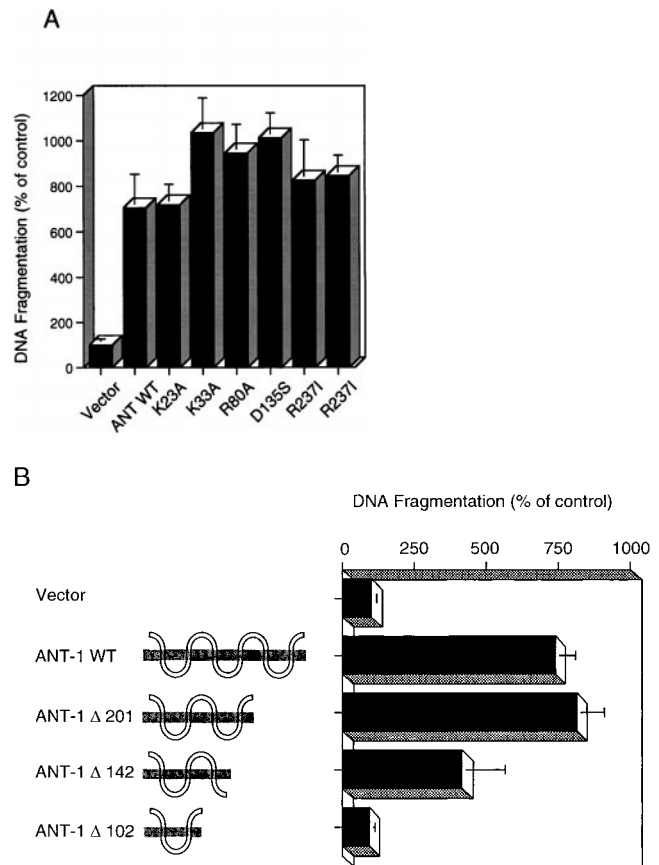 A
DNA Fragmentation (% of control)
1200
1000
800
600
400
200
0
Vector
ANT WT
K23A
K33A
R80A
D135S
R237I
R237I
B
DNA Fragmentation (% of control)
0 250 500 750 1000
Vector
ANT-1 WT
ANT-1 Δ 201
ANT-1 Δ 142
ANT-1 Δ 102